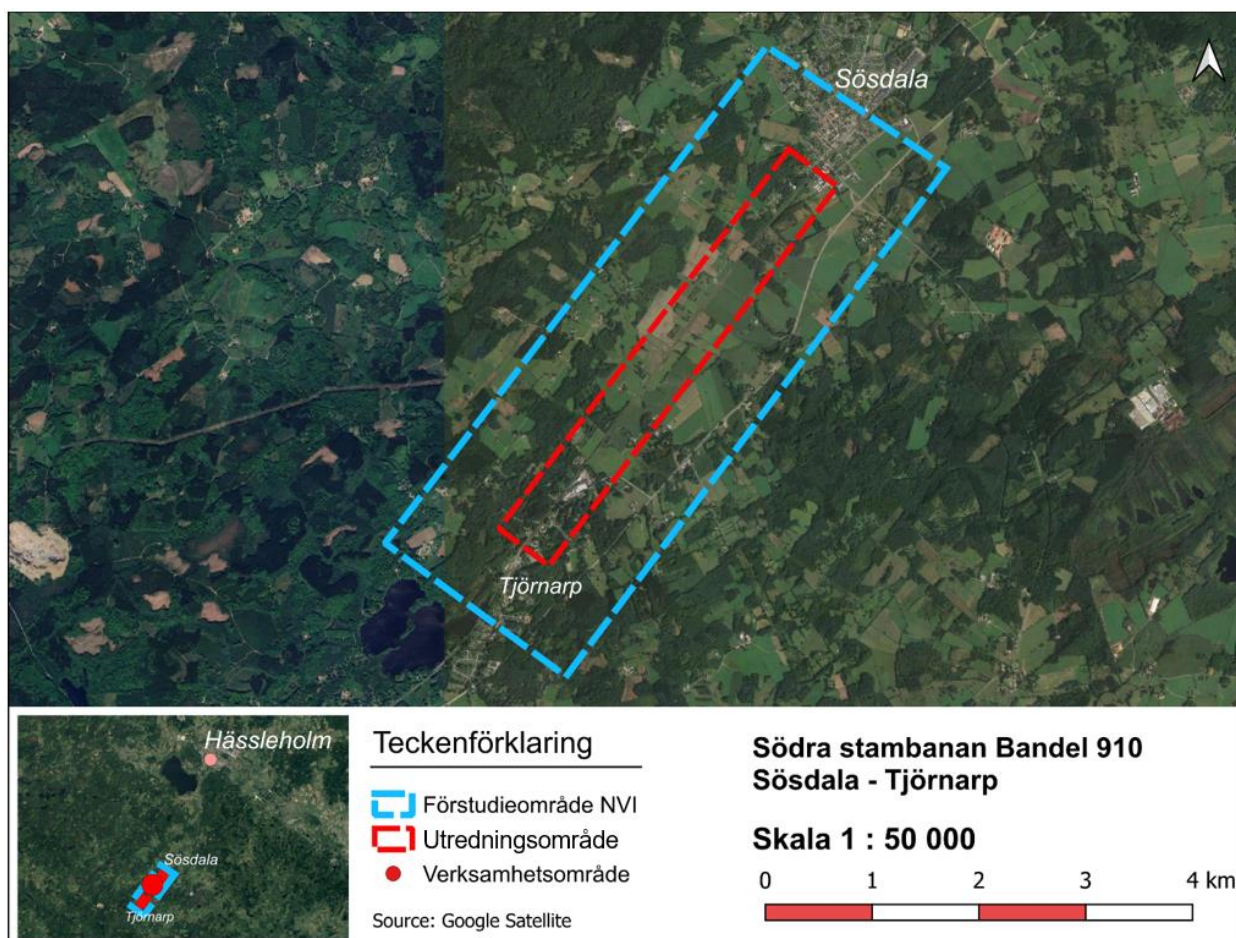 Sösdala
Tjörnarp
Hässleholm
Sösdala
Tjörnarp
Teckenförklaring
Förstudieområde NVI
Utredningsområde
Verksamhetsområde
Source: Google Satellite
Södra stambanan Bandel 910
Sösdala - Tjörnarp
Skala 1 : 50 000
0 1 2 3 4 km